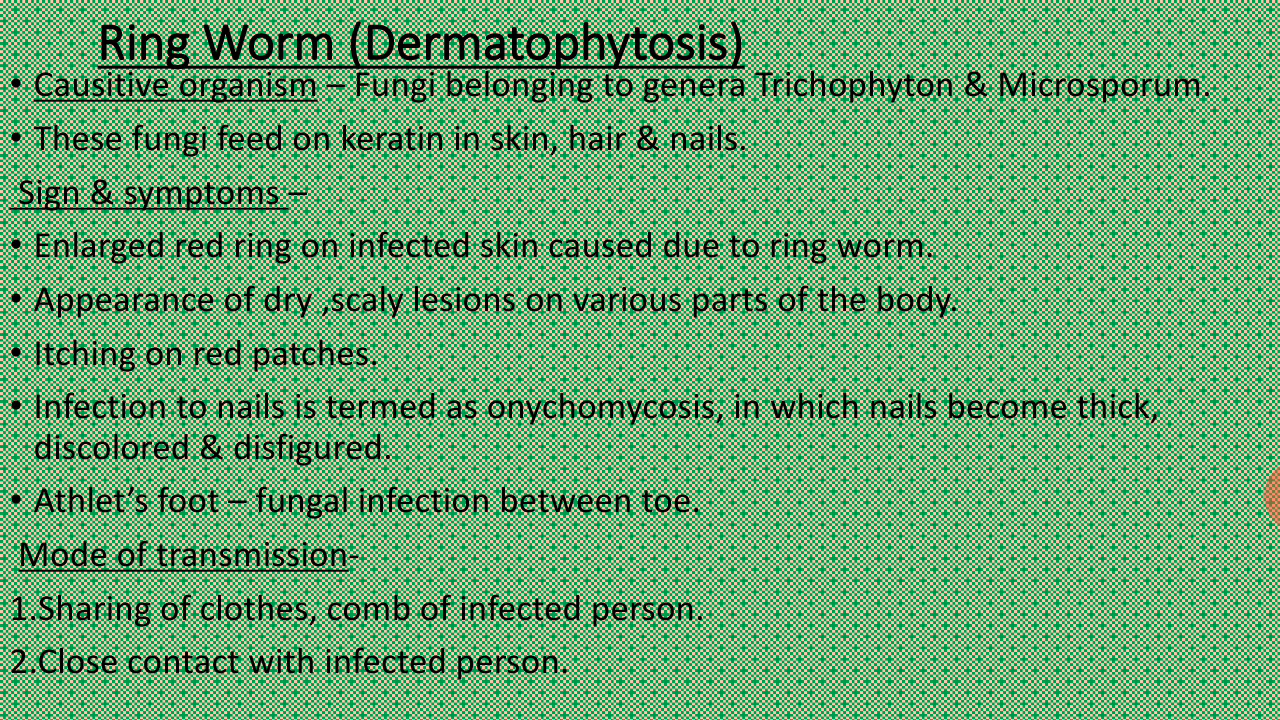 Ring Worm (Dermatophytosis)
• Causitive organism – Fungi belonging to genera Trichophyton & Microsporum.
• These fungi feed on keratin in skin, hair & nails.
Sign & symptoms –
• Enlarged red ring on infected skin caused due to ring worm.
• Appearance of dry ,scaly lesions on various parts of the body.
• Itching on red patches.
• Infection to nails is termed as onychomycosis, in which nails become thick,
discolored & disfigured.
• Athlet’s foot – fungal infection between toe.
Mode of transmission-
1.Sharing of clothes, comb of infected person.
2.Close contact with infected person.